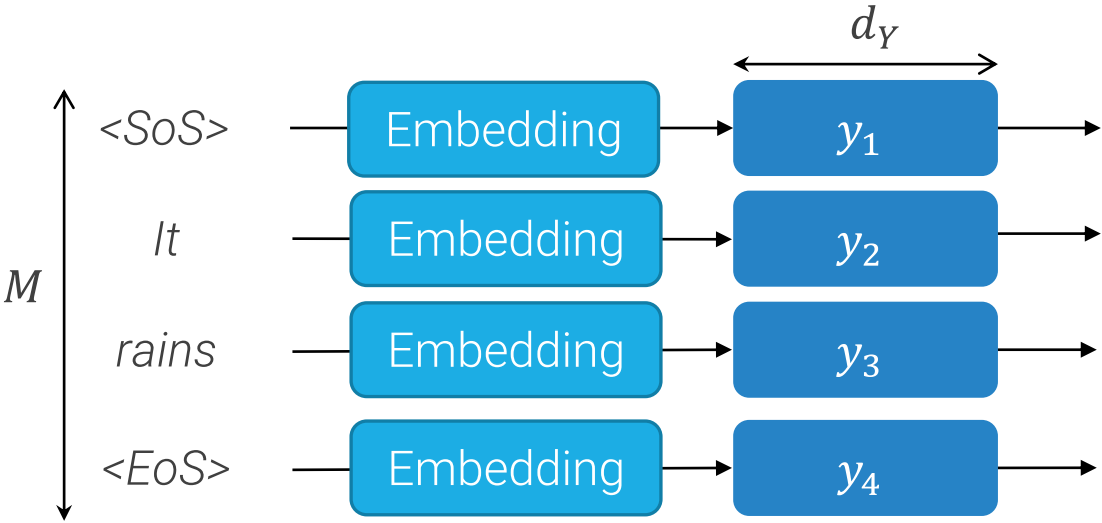 d_Y
<SoS> Embedding y_1
It Embedding y_2
M
rains Embedding y_3
<EoS> Embedding y_4